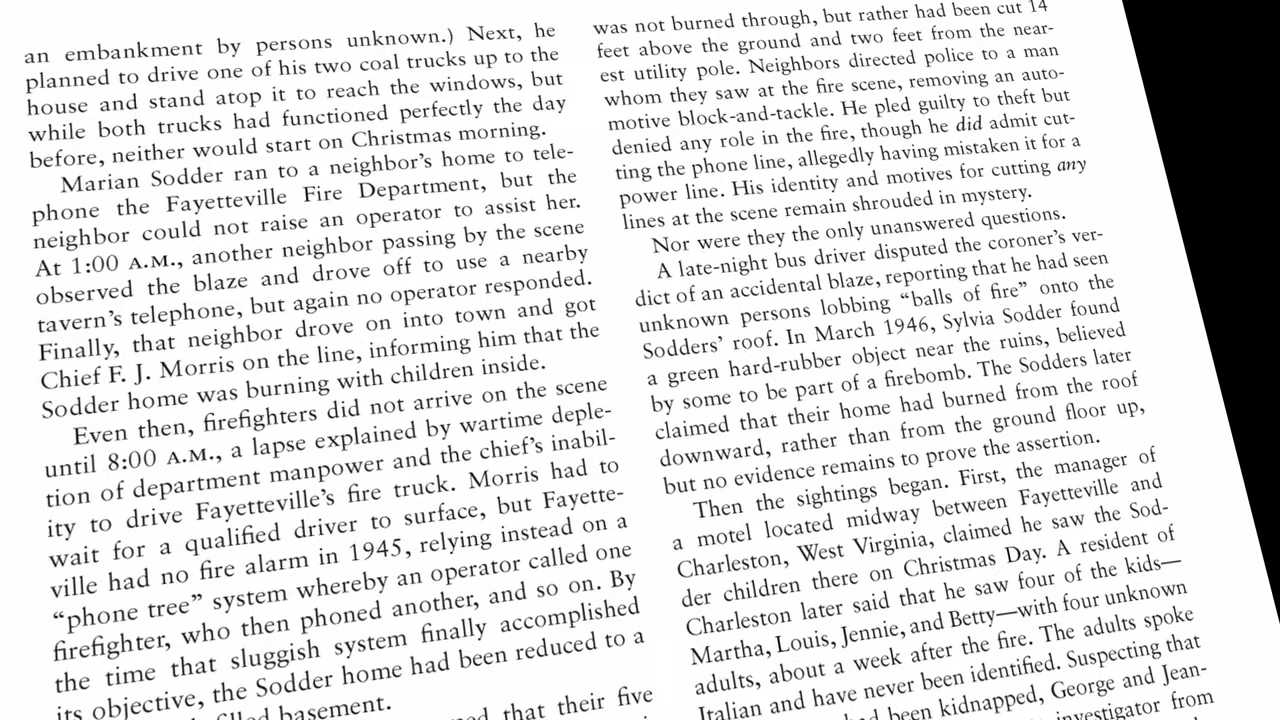 an embankment by persons unknown.) Next, he
planned to drive one of his two coal trucks up to the
house and stand atop it to reach the windows, but
while both trucks had functioned perfectly the day
before, neither would start on Christmas morning.
Marian Sodder ran to a neighbor's home to tele-
phone the Fayetteville Fire Department, but the
neighbor could not raise an operator to assist her.
At 1:00 A.M., another neighbor passing by the scene
observed the blaze and drove off to use a nearby
tavern's telephone, but again no operator responded.
Finally, that neighbor drove on into town and got
Chief F. J. Morris on the line, informing him that the
Sodder home was burning with children inside.
Even then, firefighters did not arrive on the scene
until 8:00 A.M., a lapse explained by wartime deple-
tion of department manpower and the chief's inabil-
ity to drive Fayetteville's fire truck. Morris had to
wait for a qualified driver to surface, but Fayette-
ville had no fire alarm in 1945, relying instead on a
"phone tree" system whereby an operator called one
firefighter, who then phoned another, and so on. By
the time that sluggish system finally accomplished
its objective, the Sodder home had been reduced to a
basement.
that their five
was not burned through, but rather had been cut 14
feet above the ground and two feet from the near-
est utility pole. Neighbors directed police to a man
whom they saw at the fire scene, removing an auto-
motive block-and-tackle. He pled guilty to theft but
denied any role in the fire, though he did admit cut-
ting the phone line, allegedly having mistaken it for a
power line. His identity and motives for cutting any
lines at the scene remain shrouded in mystery.
Nor were they the only unanswered questions.
A late-night bus driver disputed the coroner's ver-
dict of an accidental blaze, reporting that he had seen
unknown persons lobbing "balls of fire" onto the
Sodders' roof. In March 1946, Sylvia Sodder found
a green hard-rubber object near the ruins, believed
by some to be part of a firebomb. The Sodders later
claimed that their home had burned from the roof
downward, rather than from the ground floor up,
but no evidence remains to prove the assertion.
Then the sightings began. First, the manager of
a motel located midway between Fayetteville and
Charleston, West Virginia, claimed he saw the Sod-
der children there on Christmas Day. A resident of
Charleston later said that he saw four of the kids—
Martha, Louis, Jennie, and Betty—with four unknown
adults, about a week after the fire. The adults spoke
Italian and have never been identified. Suspecting that
had been kidnapped, George and Jean-
investigator from